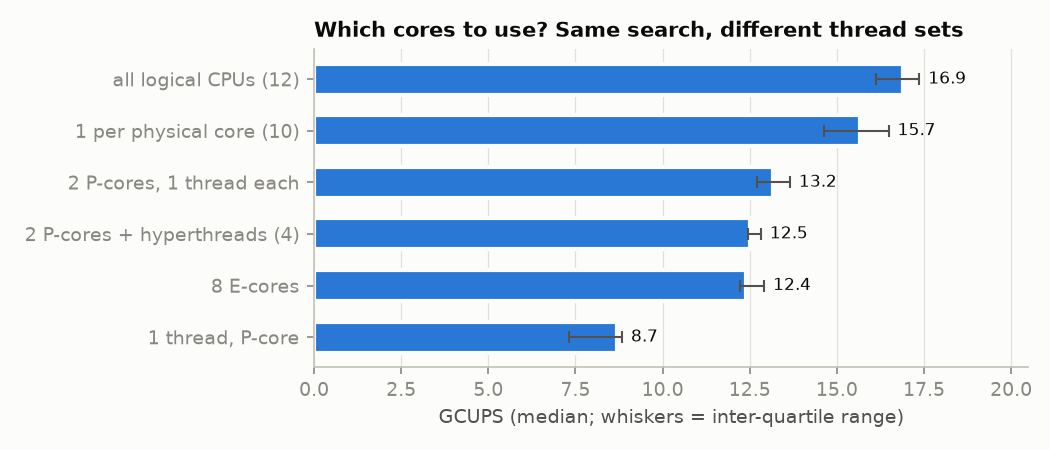 Which cores to use? Same search, different thread sets
all logical CPUs (12)
16.9
1 per physical core (10)
15.7
2 P-cores, 1 thread each
13.2
2 P-cores + hyperthreads (4)
12.5
8 E-cores
12.4
1 thread, P-core
8.7
0.0 2.5 5.0 7.5 10.0 12.5 15.0 17.5 20.0
GCUPS (median; whiskers = inter-quartile range)